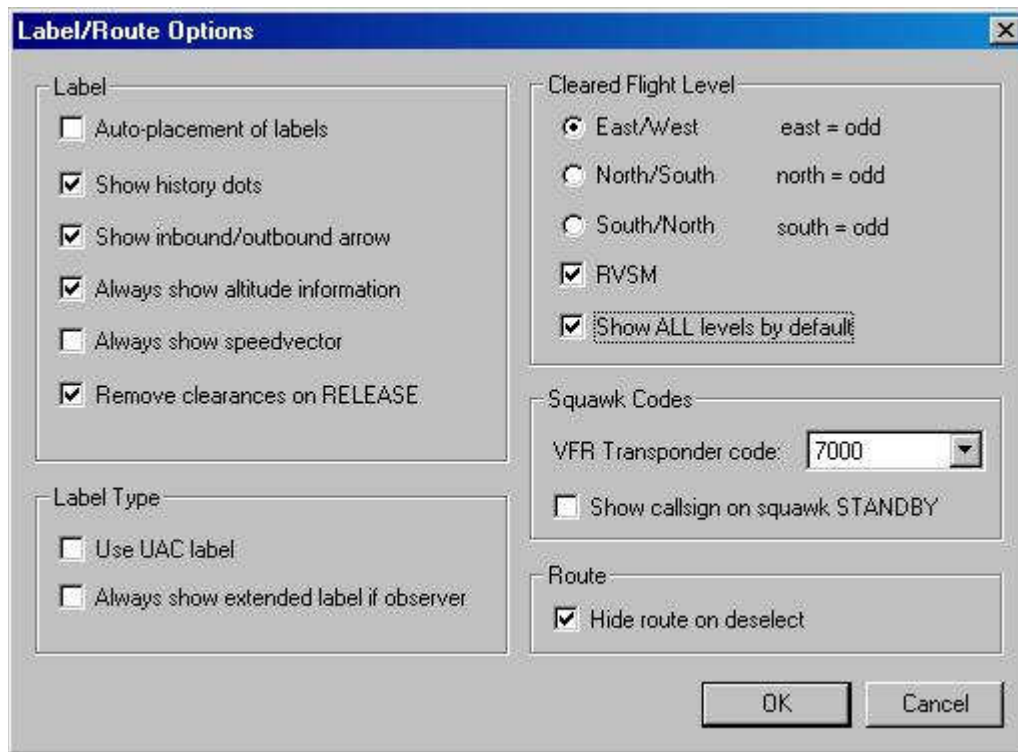 Label/Route Options
Label
Auto-placement of labels
Show history dots
Show inbound/outbound arrow
Always show altitude information
Always show speedvector
Remove clearances on RELEASE
Label Type
Use UAC label
Always show extended label if observer
Cleared Flight Level
East/West east = odd
North/South north = odd
South/North south = odd
RVSM
Show ALL levels by default
Squawk Codes
VFR Transponder code: 7000
Show callsign on squawk STANDBY
Route
Hide route on deselect
OK Cancel